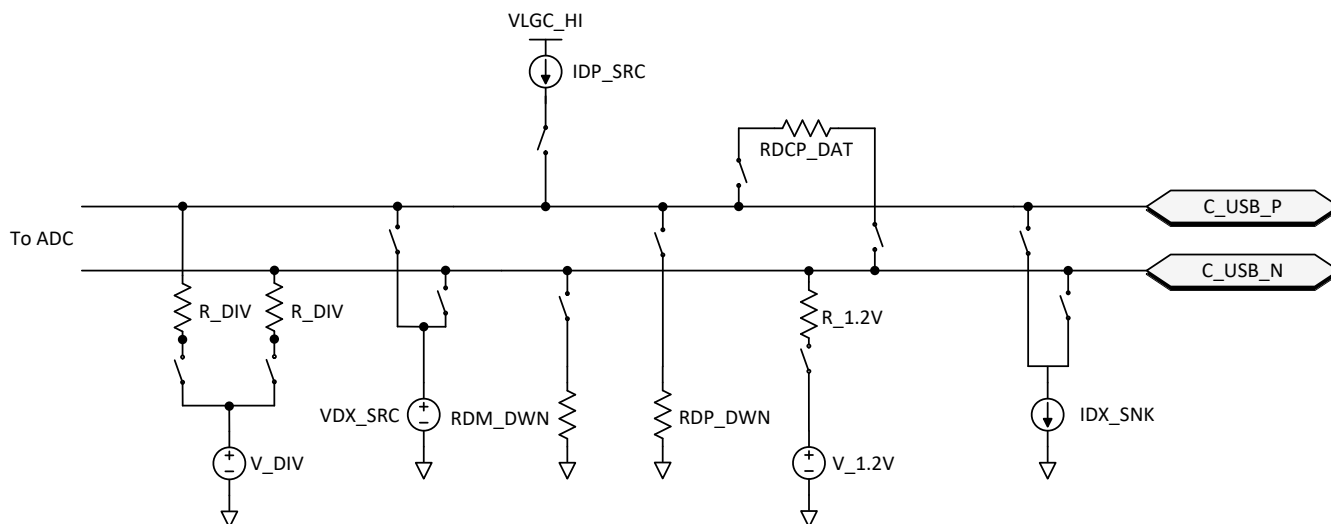 VLGC_HI
IDP_SRC
RDCP_DAT
C_USB_P
To ADC
C_USB_N
R_DIV
R_DIV
R_1.2V
VDX_SRC
RDM_DWN
RDP_DWN
IDX_SNK
V_DIV
V_1.2V